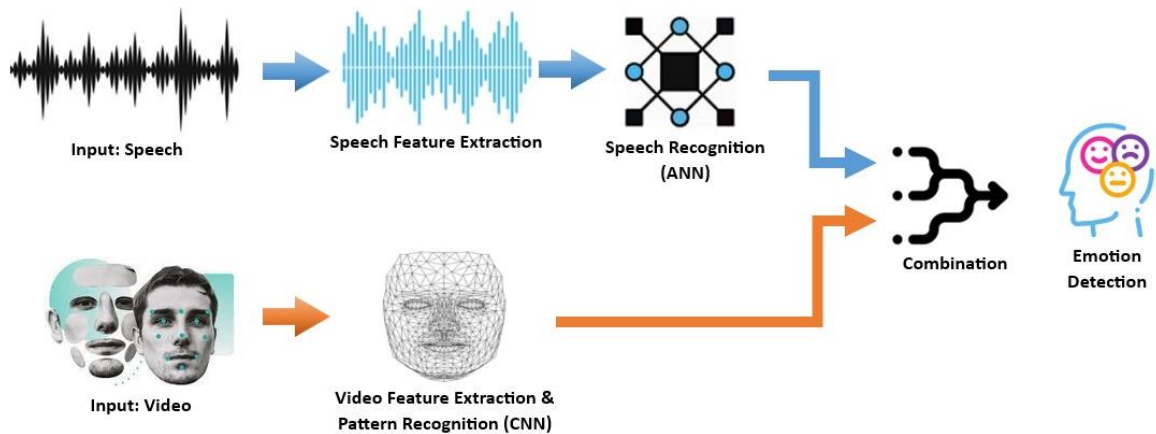 Input: Speech
Speech Feature Extraction
Speech Recognition
(ANN)
Combination
Emotion
Detection
Input: Video
Video Feature Extraction &
Pattern Recognition (CNN)